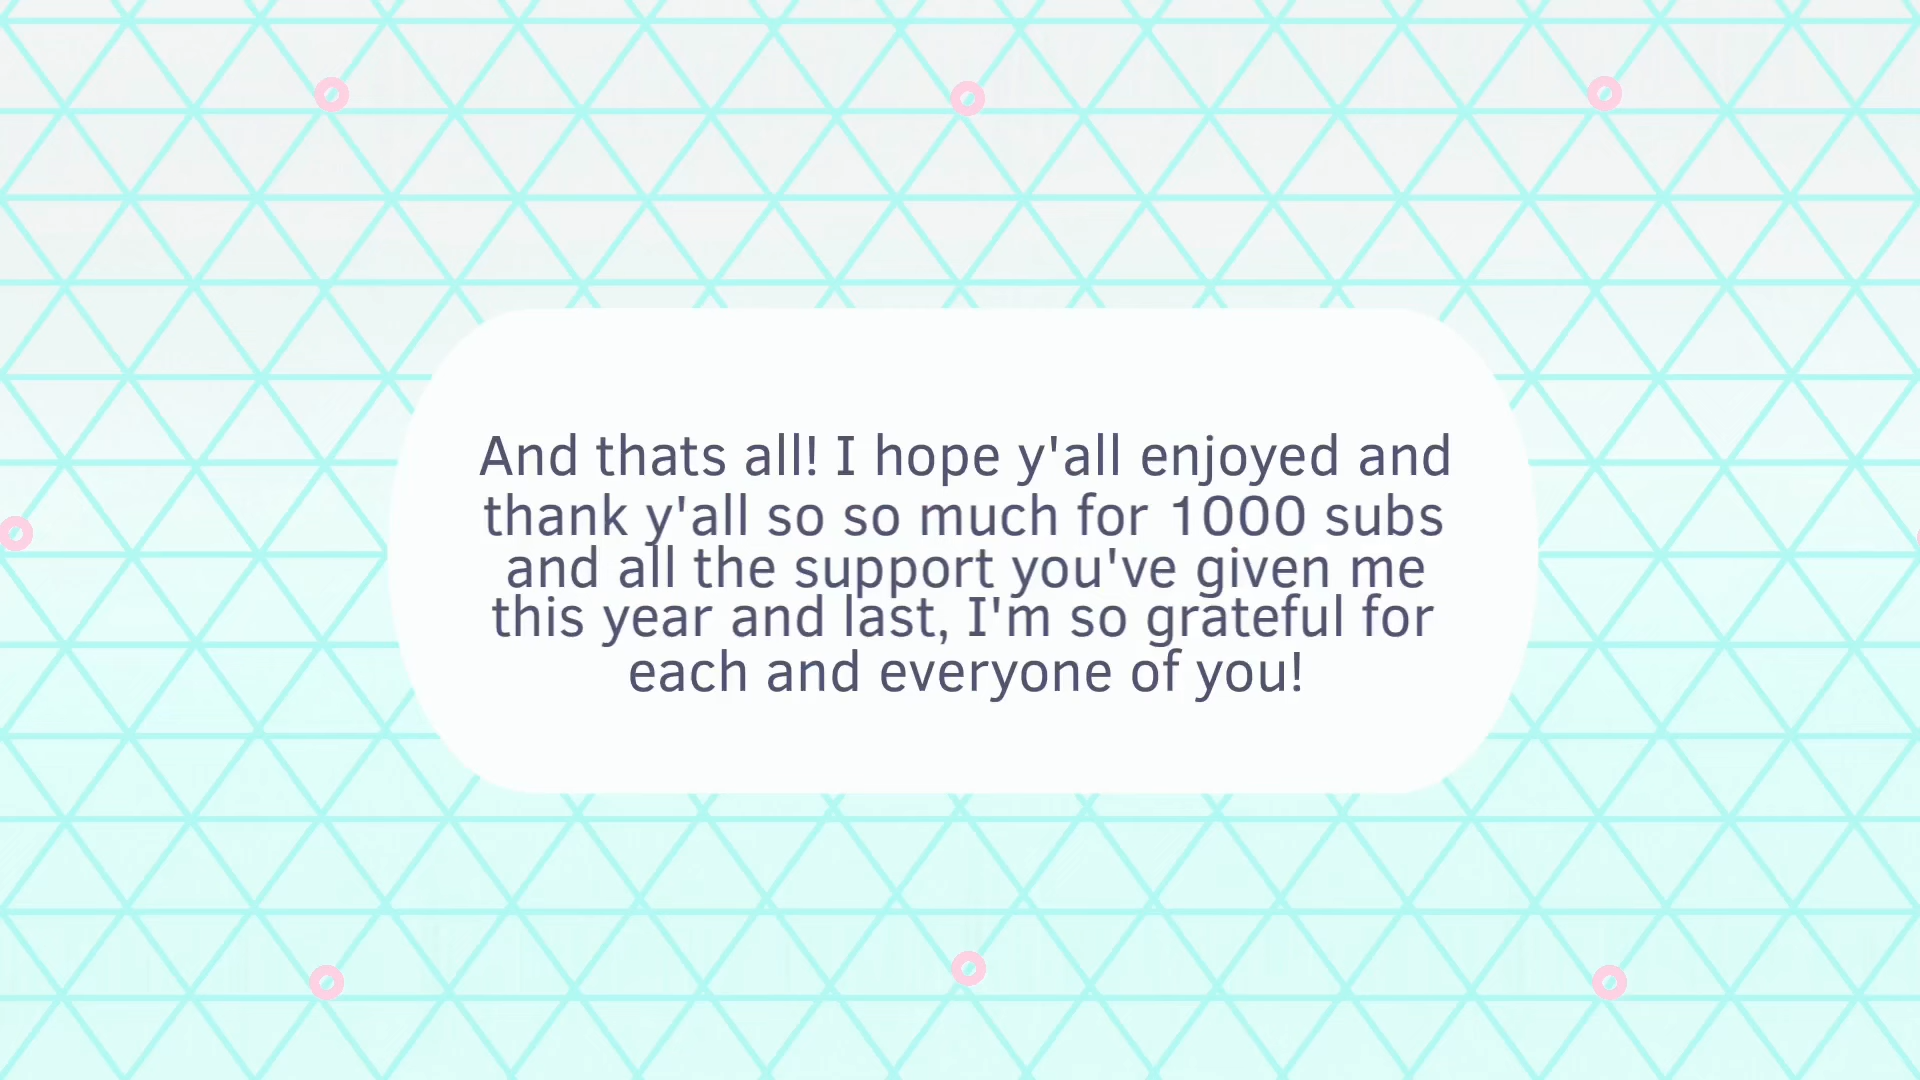 And thats all! I hope y'all enjoyed and
thank y'all so so much for 1000 subs
and all the support you've given me
this year and last, I'm so grateful for
each and everyone of you!